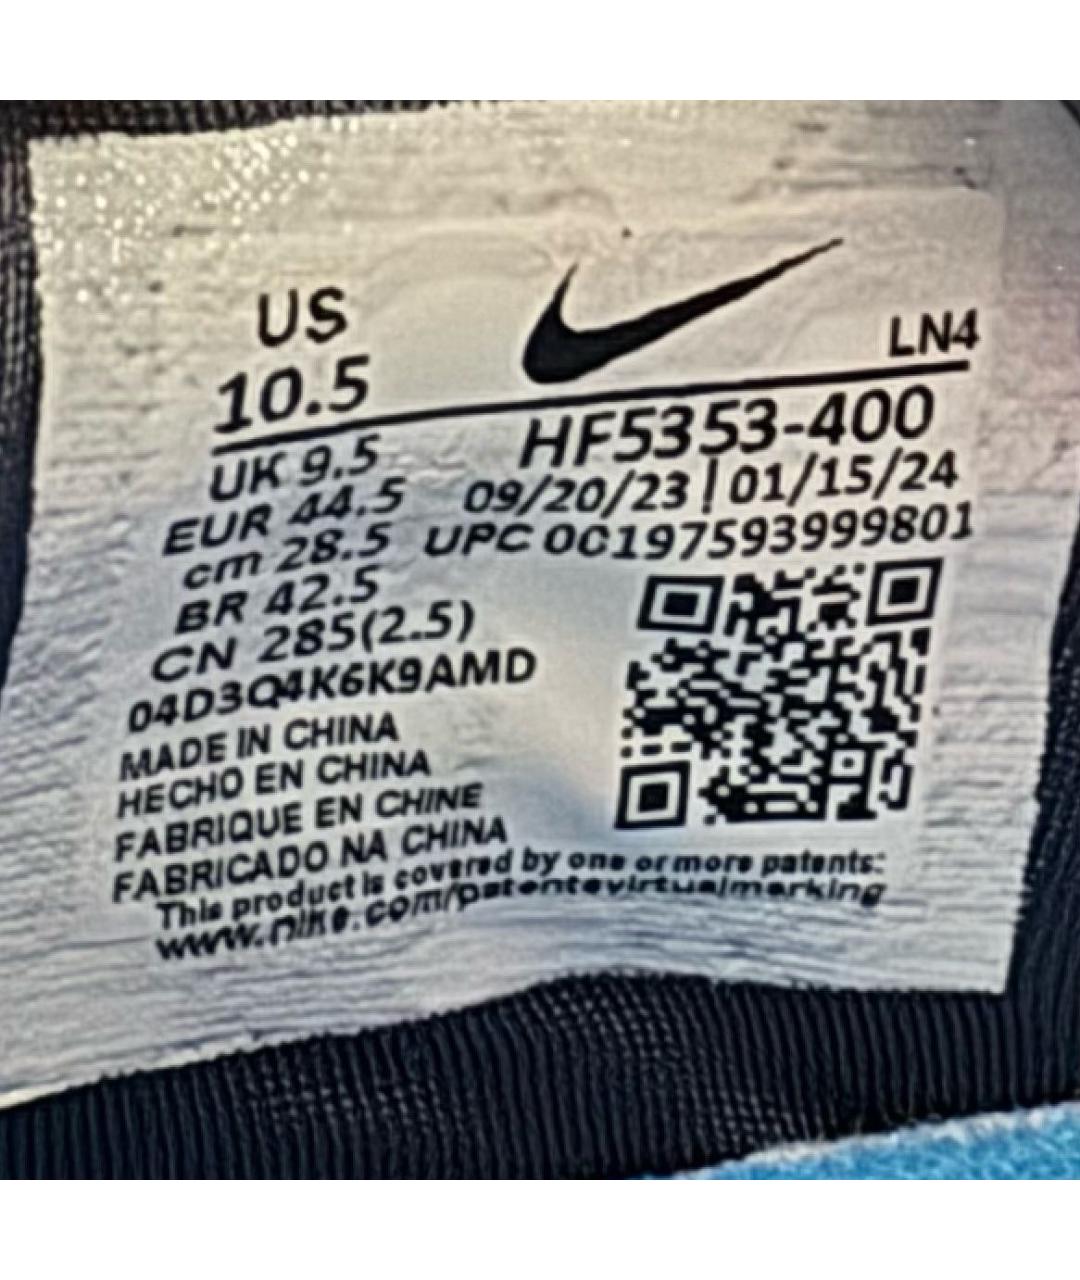 US
10.5
LN4
UK 9.5
HF5353-400
EUR 44.5
09/20/23 | 01/15/24
cm 28.5
UPC 00197593999801
BR 42.5
CN 285(2.5)
04D3Q4K6K9AMD
MADE IN CHINA
HECHO EN CHINA
FABRIQUE EN CHINE
FABRICADO NA CHINA
This product is covered by one or more patents:
www.nike.com/patentsvirtualmarking